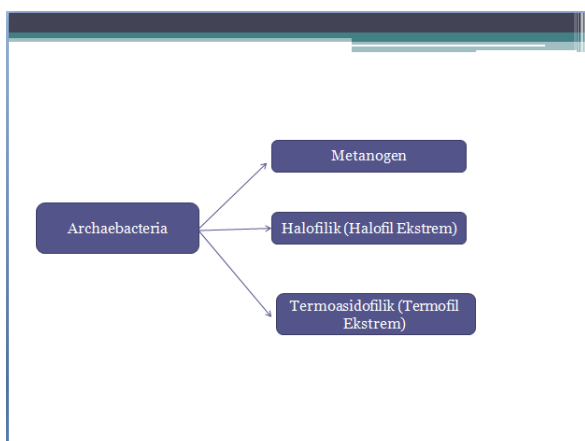 Metanogen
Archaebacteria
Halofilik (Halofil Ekstrem)
Termoasidofilik (Termofil
Ekstrem)